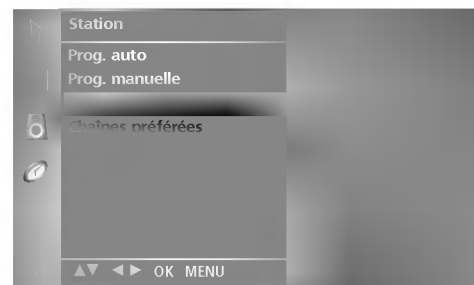 Station
Prog. auto
Prog. manuelle
Chaînes préférées
▲▼ ◄► OK MENU